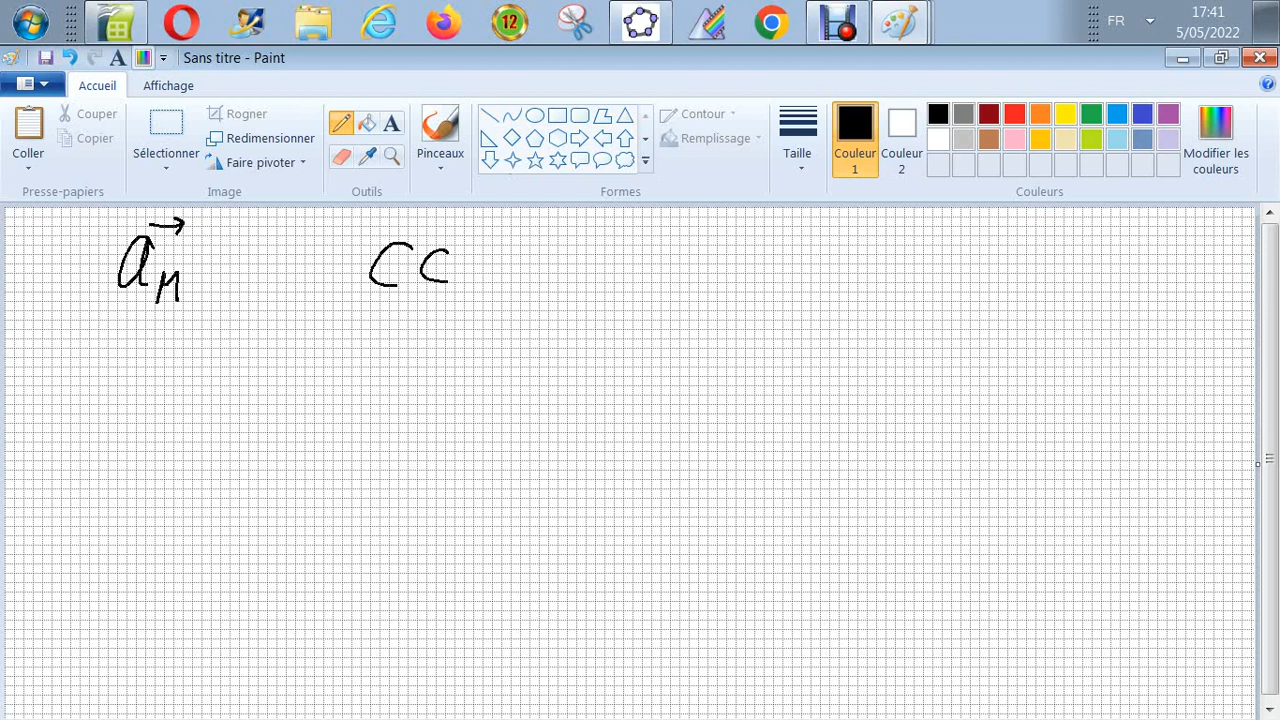 12
FR
17:41
5/05/2022
Sans titre - Paint
Accueil
Affichage
Coller
Couper
Copier
Presse-papiers
Sélectionner
Rogner
Redimensionner
Faire pivoter
Image
A
Outils
Pinceaux
Contour
Remplissage
Formes
Taille
Couleur 1
Couleur 2
Modifier les couleurs
Couleurs
a⃗_M CC